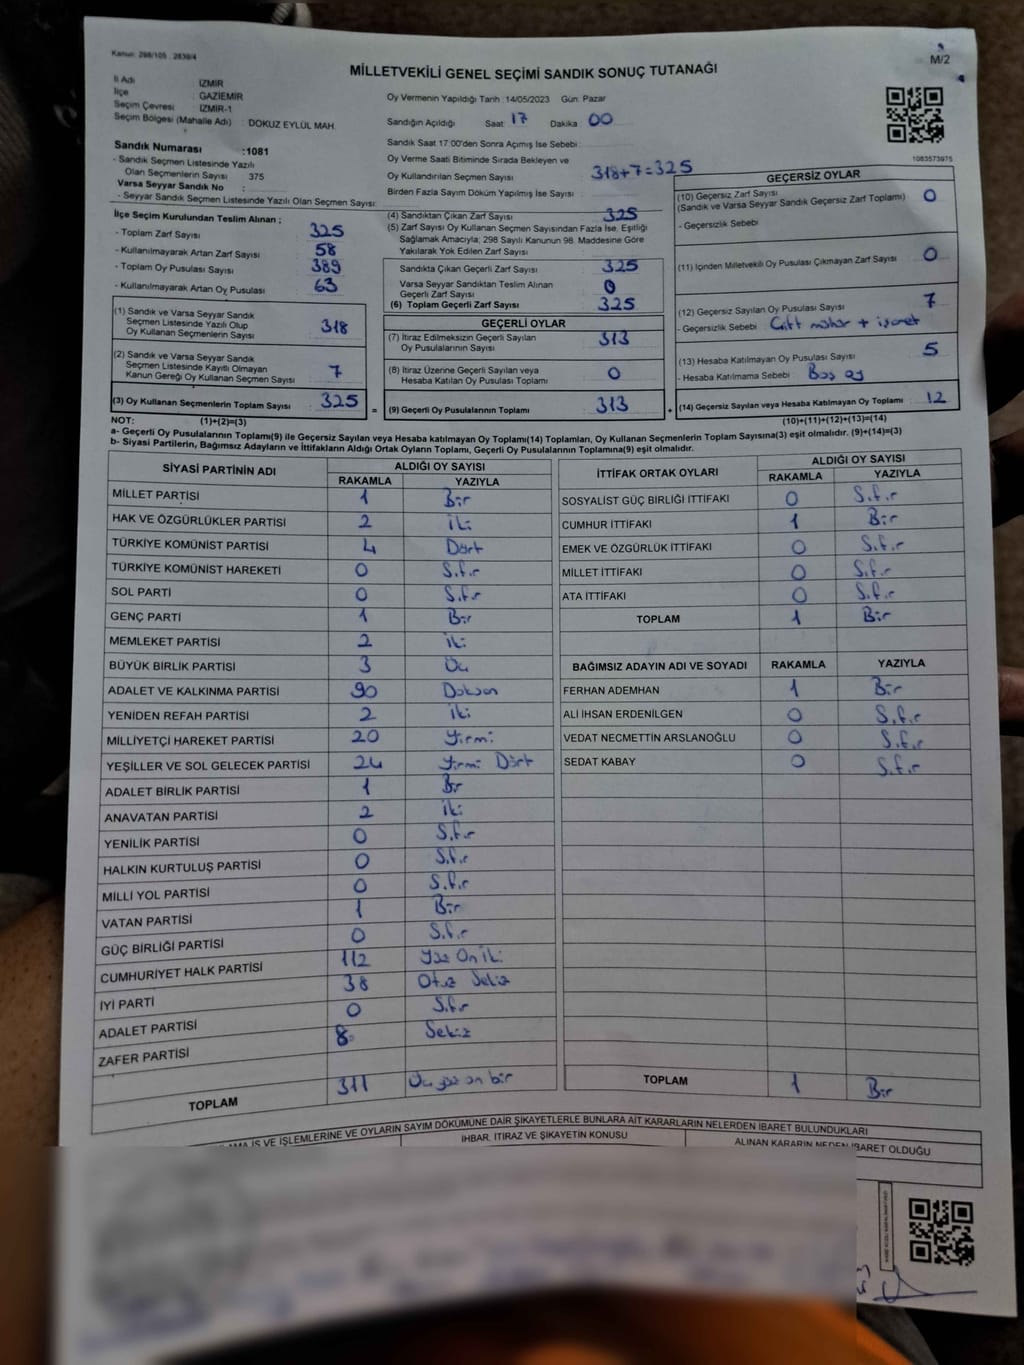 Kanun: 298/105 . 2839/4
M/2
MİLLETVEKİLİ GENEL SEÇİMİ SANDIK SONUÇ TUTANAĞI
İl Adı İZMİR
İlçe GAZİEMİR
Seçim Çevresi İZMİR-1
Seçim Bölgesi (Mahalle Adı) : DOKUZ EYLÜL MAH.
Oy Vermenin Yapıldığı Tarih : 14/05/2023 Gün: Pazar
Sandığın Açıldığı Saat 17 Dakika 00
Sandık Saat 17:00'den Sonra Açımış İse Sebebi
Oy Verme Saati Bitiminde Sırada Bekleyen ve
Oy Kullandırılan Seçmen Sayısı 318+7=325
Birden Fazla Sayım Döküm Yapılmış İse Sayısı
1083573975
Sandık Numarası :1081
- Sandık Seçmen Listesinde Yazılı
Olan Seçmenlerin Sayısı 375
Varsa Seyyar Sandık No :
- Seyyar Sandık Seçmen Listesinde Yazılı Olan Seçmen Sayısı:
İlçe Seçim Kurulundan Teslim Alınan ;
- Toplam Zarf Sayısı 325
- Kullanılmayarak Artan Zarf Sayısı 58
- Toplam Oy Pusulası Sayısı 389
- Kullanılmayarak Artan Oy Pusulası 63
(1) Sandık ve Varsa Seyyar Sandık
Seçmen Listesinde Yazılı Olup
Oy Kullanan Seçmenlerin Sayısı 318
(2) Sandık ve Varsa Seyyar Sandık
Seçmen Listesinde Kayıtlı Olmayan
Kanun Gereği Oy Kullanan Seçmen Sayısı 7
(3) Oy Kullanan Seçmenlerin Toplam Sayısı 325 =
(4) Sandıktan Çıkan Zarf Sayısı 325
(5) Zarf Sayısı Oy Kullanan Seçmen Sayısından Fazla İse, Eşitliği
Sağlamak Amacıyla; 298 Sayılı Kanunun 98. Maddesine Göre
Yakılarak Yok Edilen Zarf Sayısı
Sandıkta Çıkan Geçerli Zarf Sayısı 325
Varsa Seyyar Sandıktan Teslim Alınan
Geçerli Zarf Sayısı 0
(6) Toplam Geçerli Zarf Sayısı 325
GEÇERLİ OYLAR
(7) İtiraz Edilmeksizin Geçerli Sayılan
Oy Pusulalarının Sayısı 313
(8) İtiraz Üzerine Geçerli Sayılan veya
Hesaba Katılan Oy Pusulası Toplamı 0
(9) Geçerli Oy Pusulalarının Toplamı 313 +
GEÇERSİZ OYLAR
(10) Geçersiz Zarf Sayısı 0
(Sandık ve Varsa Seyyar Sandık Geçersiz Zarf Toplamı)
- Geçersizlik Sebebi
(11) İçinden Milletvekili Oy Pusulası Çıkmayan Zarf Sayısı 0
(12) Geçersiz Sayılan Oy Pusulası Sayısı 7
- Geçersizlik Sebebi Çift mühür + işaret
(13) Hesaba Katılmayan Oy Pusulası Sayısı 5
- Hesaba Katılmama Sebebi Boş oy
(14) Geçersiz Sayılan veya Hesaba Katılmayan Oy Toplamı 12
NOT: (1)+(2)=(3) (10)+(11)+(12)+(13)=(14)
a- Geçerli Oy Pusulalarının Toplamı(9) ile Geçersiz Sayılan veya Hesaba katılmayan Oy Toplamı(14) Toplamları, Oy Kullanan Seçmenlerin Toplam Sayısına(3) eşit olmalıdır. (9)+(14)=(3)
b- Siyasi Partilerin, Bağımsız Adayların ve İttifakların Aldığı Ortak Oyların Toplamı, Geçerli Oy Pusulalarının Toplamına(9) eşit olmalıdır.
SİYASİ PARTİNİN ADI ALDIĞI OY SAYISI
RAKAMLA YAZIYLA
MİLLET PARTİSİ 1 Bir
HAK VE ÖZGÜRLÜKLER PARTİSİ 2 İki
TÜRKİYE KOMÜNİST PARTİSİ 4 Dört
TÜRKİYE KOMÜNİST HAREKETİ 0 Sıfır
SOL PARTİ 0 Sıfır
GENÇ PARTİ 1 Bir
MEMLEKET PARTİSİ 2 İki
BÜYÜK BİRLİK PARTİSİ 3 Üç
ADALET VE KALKINMA PARTİSİ 90 Doksan
YENİDEN REFAH PARTİSİ 2 İki
MİLLİYETÇİ HAREKET PARTİSİ 20 Yirmi
YEŞİLLER VE SOL GELECEK PARTİSİ 24 Yirmi Dört
ADALET BİRLİK PARTİSİ 1 Bir
ANAVATAN PARTİSİ 2 İki
YENİLİK PARTİSİ 0 Sıfır
HALKIN KURTULUŞ PARTİSİ 0 Sıfır
MİLLİ YOL PARTİSİ 0 Sıfır
VATAN PARTİSİ 1 Bir
GÜÇ BİRLİĞİ PARTİSİ 0 Sıfır
CUMHURİYET HALK PARTİSİ 112 Yüz On İki
İYİ PARTİ 38 Otuz Sekiz
ADALET PARTİSİ 0 Sıfır
ZAFER PARTİSİ 8 Sekiz
TOPLAM 311 Üç yüz on bir
İTTİFAK ORTAK OYLARI ALDIĞI OY SAYISI
RAKAMLA YAZIYLA
SOSYALİST GÜÇ BİRLİĞİ İTTİFAKI 0 Sıfır
CUMHUR İTTİFAKI 1 Bir
EMEK VE ÖZGÜRLÜK İTTİFAKI 0 Sıfır
MİLLET İTTİFAKI 0 Sıfır
ATA İTTİFAKI 0 Sıfır
TOPLAM 1 Bir
BAĞIMSIZ ADAYIN ADI VE SOYADI RAKAMLA YAZIYLA
FERHAN ADEMHAN 1 Bir
ALİ İHSAN ERDENİLGEN 0 Sıfır
VEDAT NECMETTİN ARSLANOĞLU 0 Sıfır
SEDAT KABAY 0 Sıfır
TOPLAM 1 Bir
İŞ VE İŞLEMLERİNE VE OYLARIN SAYIM DÖKÜMÜNE DAİR ŞİKAYETLERLE BUNLARA AİT KARARLARIN NELERDEN İBARET BULUNDUKLARI
İHBAR, İTİRAZ VE ŞİKAYETİN KONUSU ALINAN KARARIN NEDEN İBARET OLDUĞU